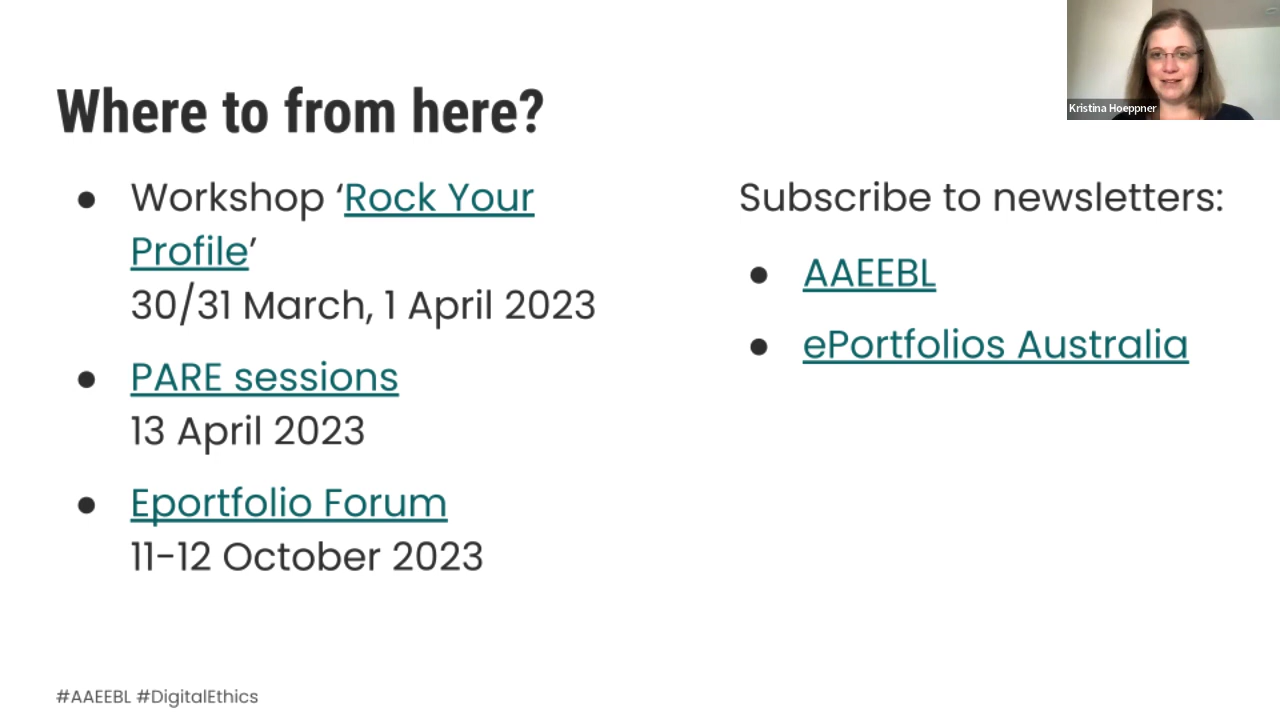 Where to from here?
● Workshop ‘Rock Your
Profile’
30/31 March, 1 April 2023
● PARE sessions
13 April 2023
● Eportfolio Forum
11-12 October 2023
Subscribe to newsletters:
● AAEEBL
● ePortfolios Australia
Kristina Hoeppner
#AAEEBL #DigitalEthics